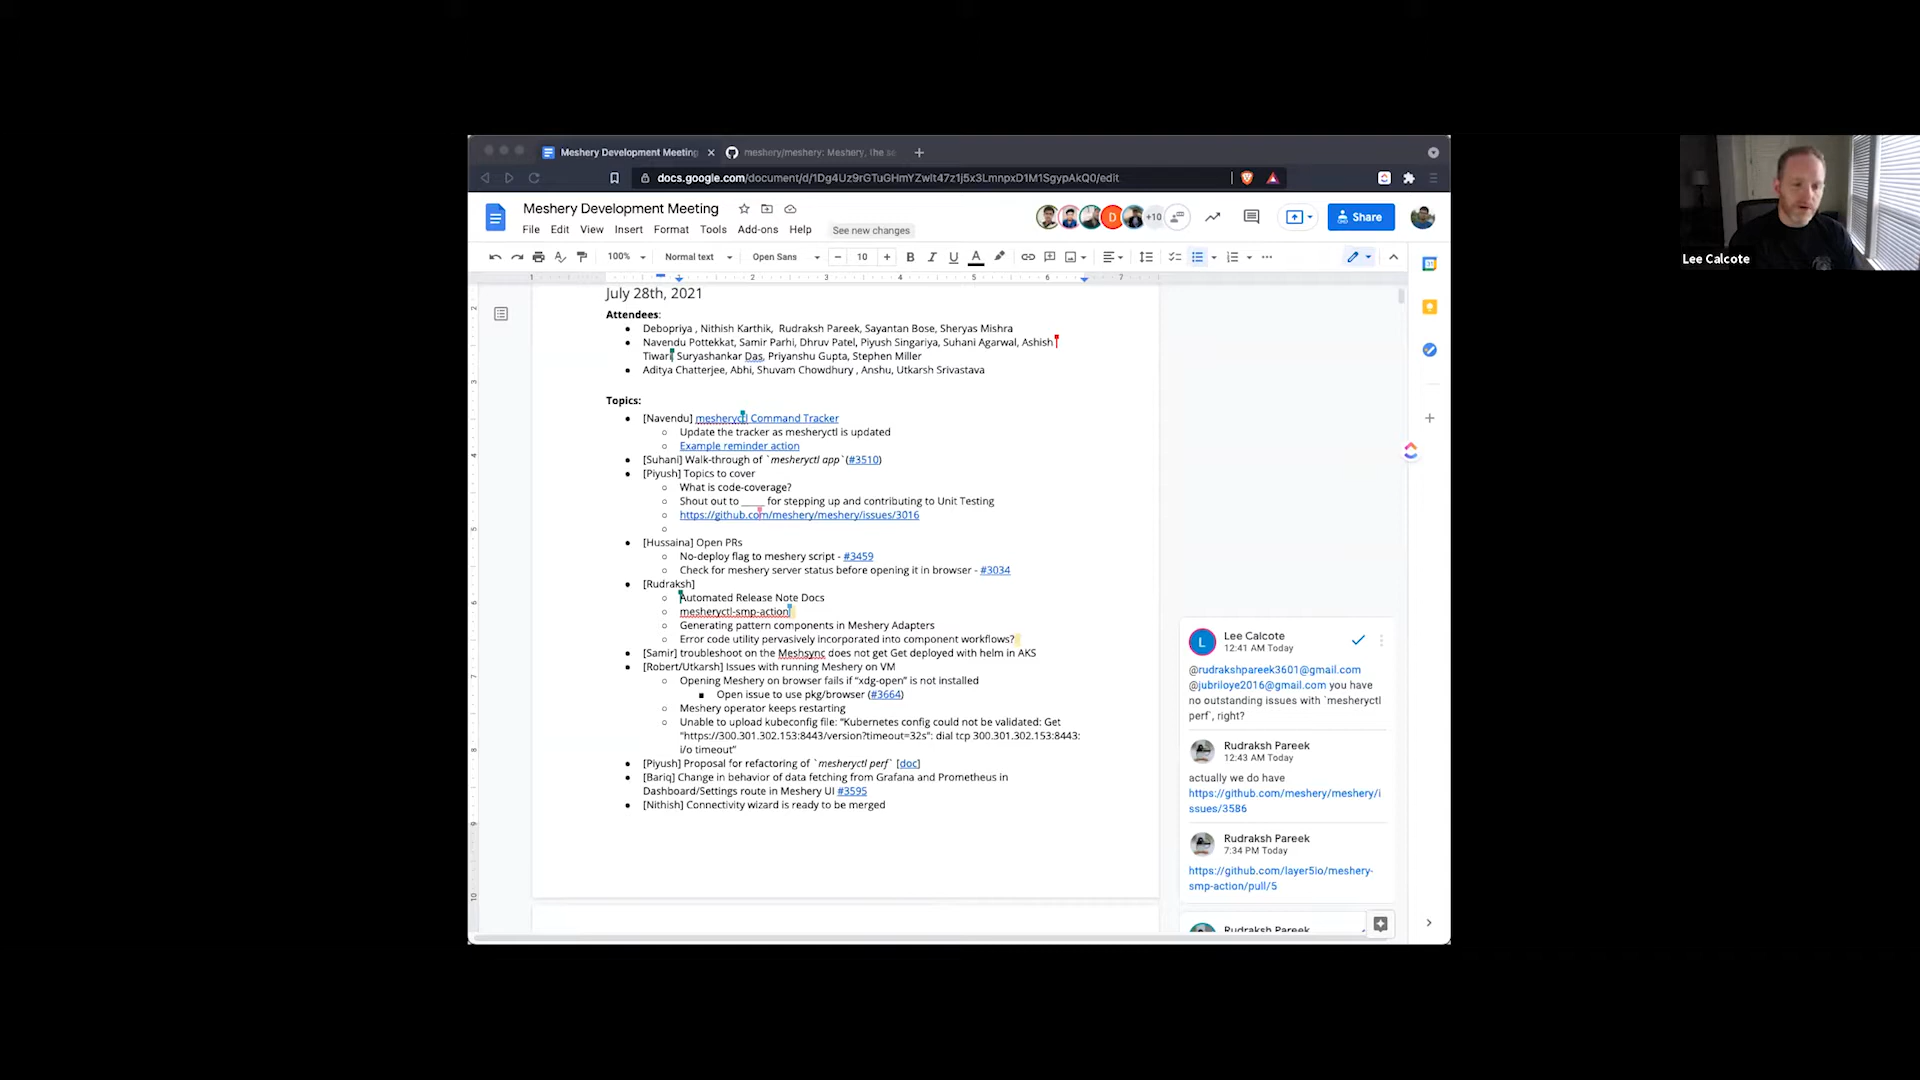 Meshery Development Meeting
meshery/meshery: Meshery, the se
docs.google.com/document/d/1Dg4Uz9rGTuGHmYZwIt47z1j5x3LmnpxD1M1SgypAkQ0/edit
Meshery Development Meeting
D
+10
Share
File Edit View Insert Format Tools Add-ons Help See new changes
100% Normal text Open Sans 10
1 1 2 3 4 5 6 7
July 28th, 2021
Attendees:
Debopriya , Nithish Karthik, Rudraksh Pareek, Sayantan Bose, Sheryas Mishra
Navendu Pottekkat, Samir Parhi, Dhruv Patel, Piyush Singariya, Suhani Agarwal, Ashish
Tiwari, Suryashankar Das, Priyanshu Gupta, Stephen Miller
Aditya Chatterjee, Abhi, Shuvam Chowdhury , Anshu, Utkarsh Srivastava
Topics:
[Navendu] mesheryctl Command Tracker
Update the tracker as mesheryctl is updated
Example reminder action
[Suhani] Walk-through of `mesheryctl app`(#3510)
[Piyush] Topics to cover
What is code-coverage?
Shout out to _____ for stepping up and contributing to Unit Testing
https://github.com/meshery/meshery/issues/3016
[Hussaina] Open PRs
No-deploy flag to meshery script - #3459
Check for meshery server status before opening it in browser - #3034
[Rudraksh]
Automated Release Note Docs
mesheryctl-smp-action
Generating pattern components in Meshery Adapters
Error code utility pervasively incorporated into component workflows?
[Samir] troubleshoot on the Meshsync does not get Get deployed with helm in AKS
[Robert/Utkarsh] Issues with running Meshery on VM
Opening Meshery on browser fails if “xdg-open” is not installed
Open issue to use pkg/browser (#3664)
Meshery operator keeps restarting
Unable to upload kubeconfig file: “Kubernetes config could not be validated: Get
"https://300.301.302.153:8443/version?timeout=32s": dial tcp 300.301.302.153:8443:
i/o timeout”
[Piyush] Proposal for refactoring of `mesheryctl perf` [doc]
[Bariq] Change in behavior of data fetching from Grafana and Prometheus in
Dashboard/Settings route in Meshery UI #3595
[Nithish] Connectivity wizard is ready to be merged
L
Lee Calcote
12:41 AM Today
@rudrakshpareek3601@gmail.com
@jubriloye2016@gmail.com you have
no outstanding issues with `mesheryctl
perf`, right?
Rudraksh Pareek
12:43 AM Today
actually we do have
https://github.com/meshery/meshery/i
ssues/3586
Rudraksh Pareek
7:34 PM Today
https://github.com/layer5io/meshery-
smp-action/pull/5
Rudraksh Pareek
Lee Calcote